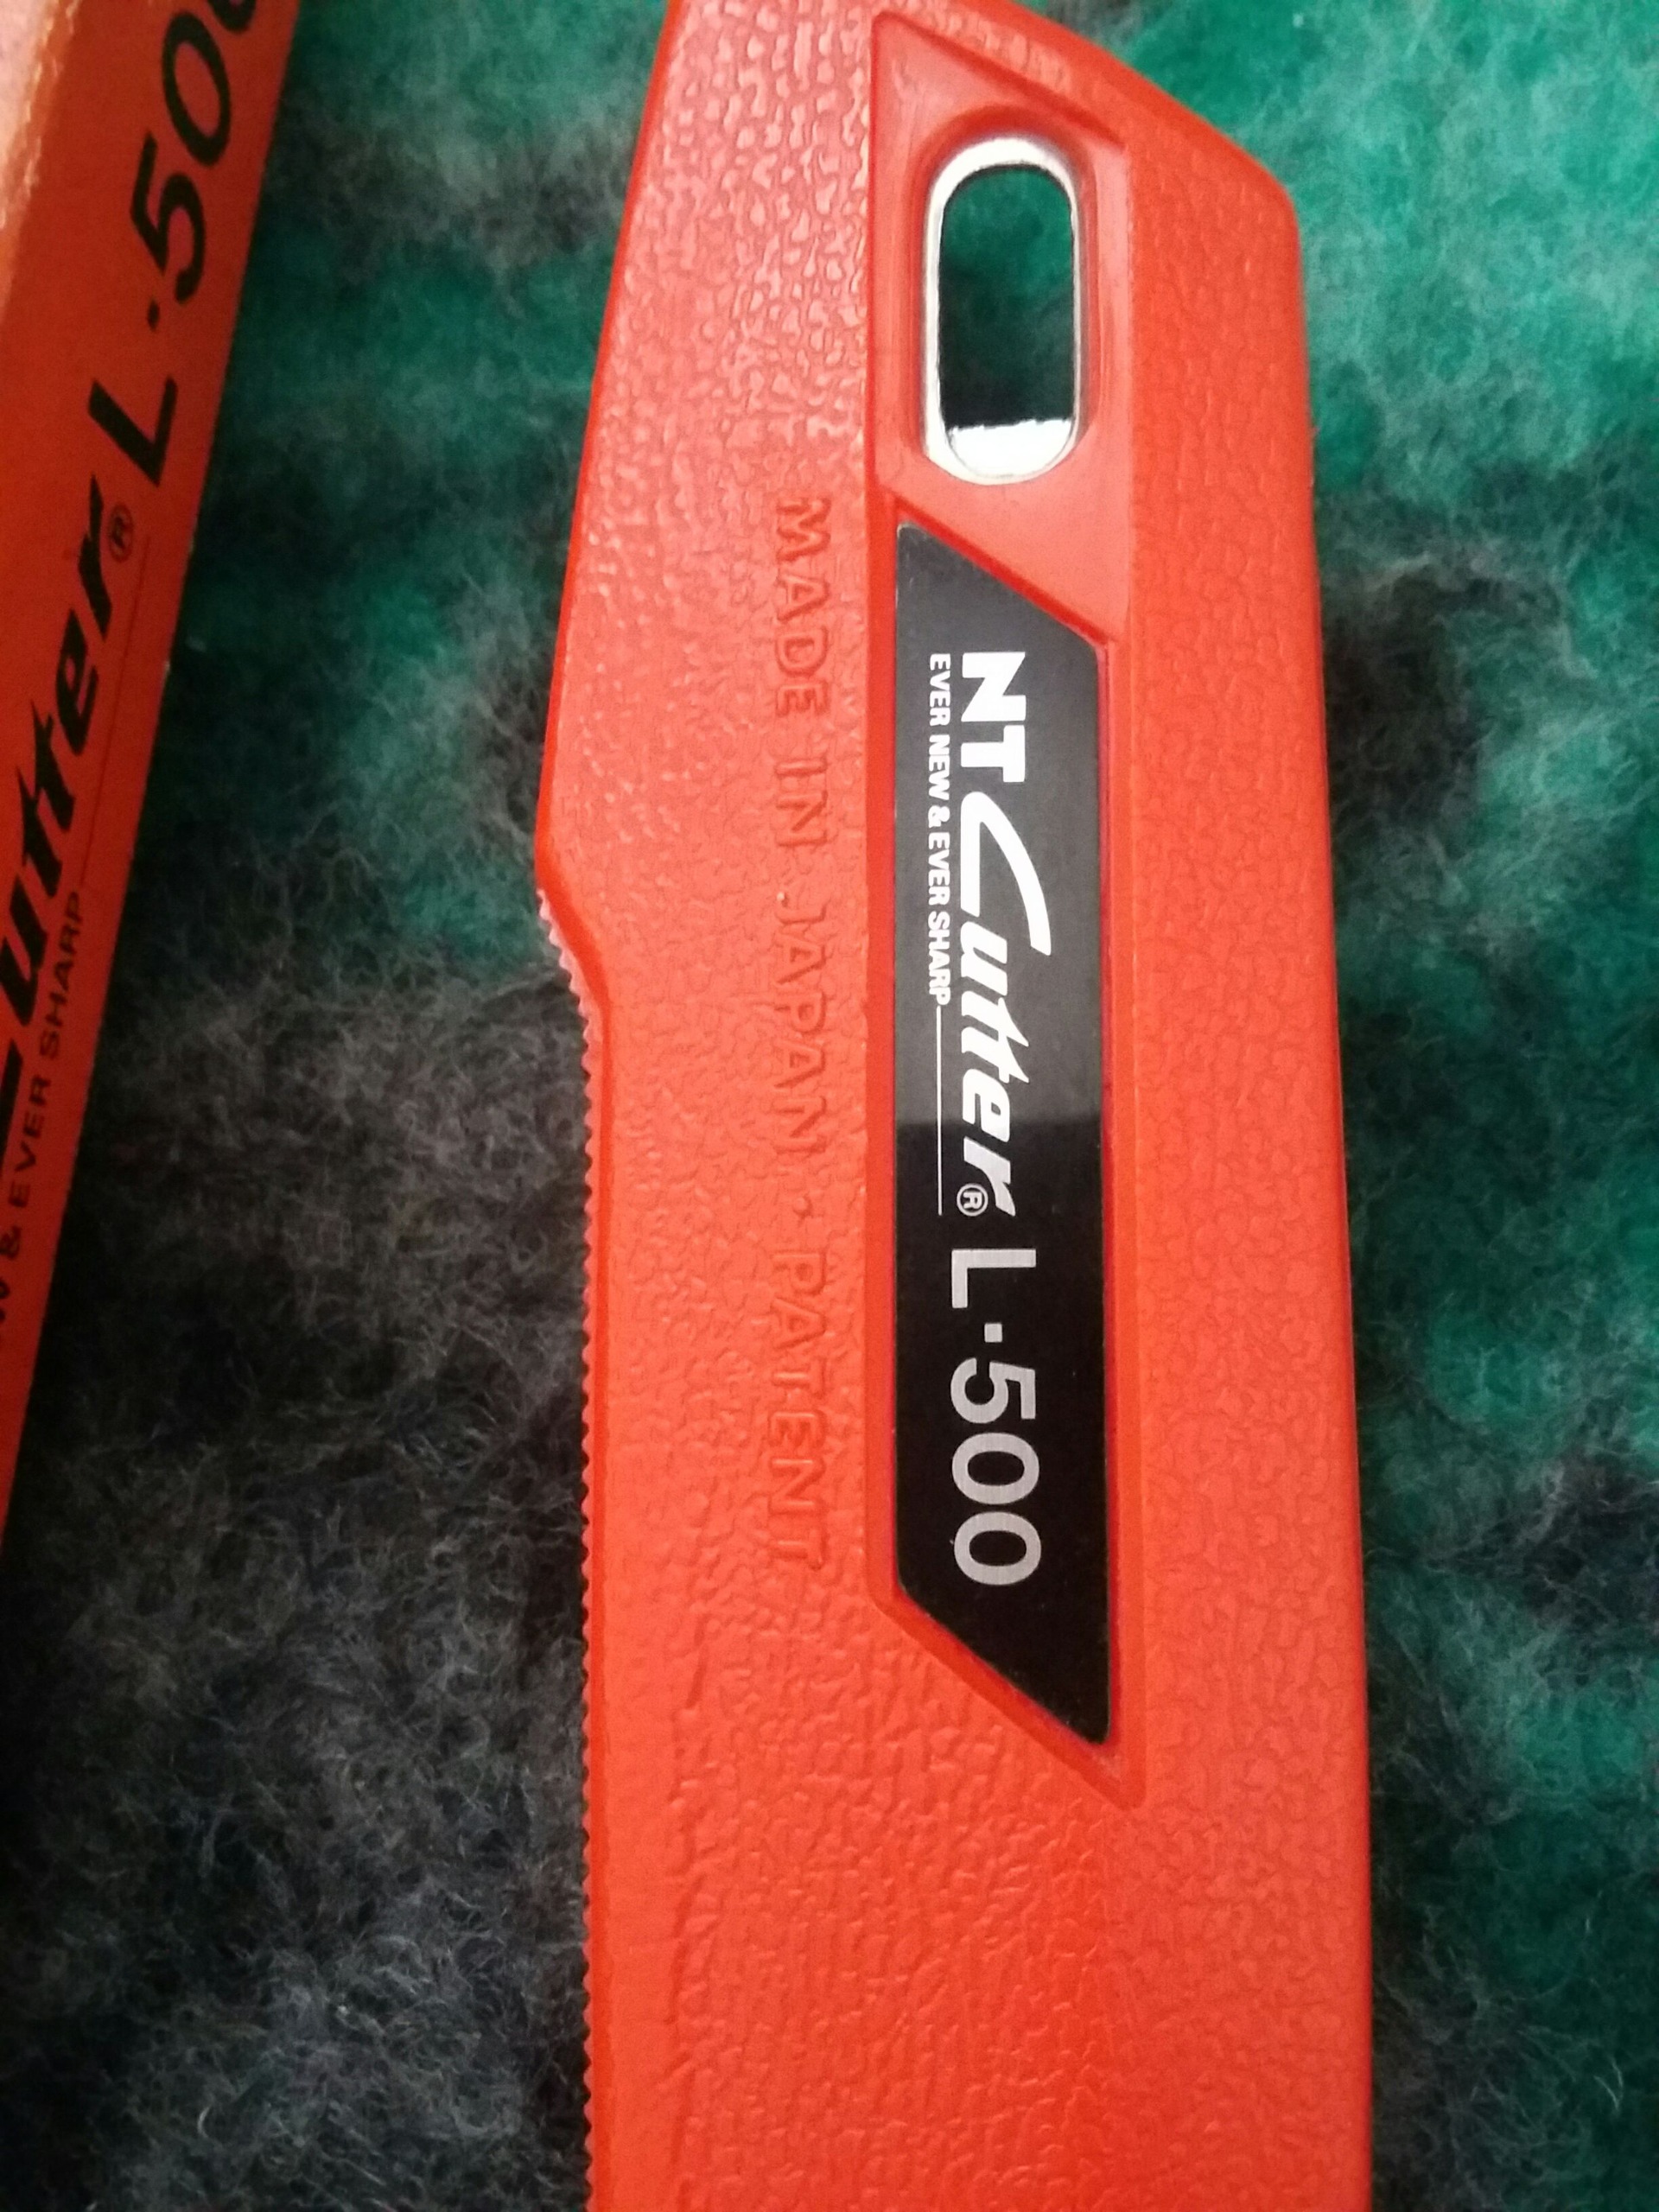 NT Cutter® L·500
EVER NEW & EVER SHARP
MADE IN JAPAN · PATENT
Cutter® L·500
& EVER SHARP